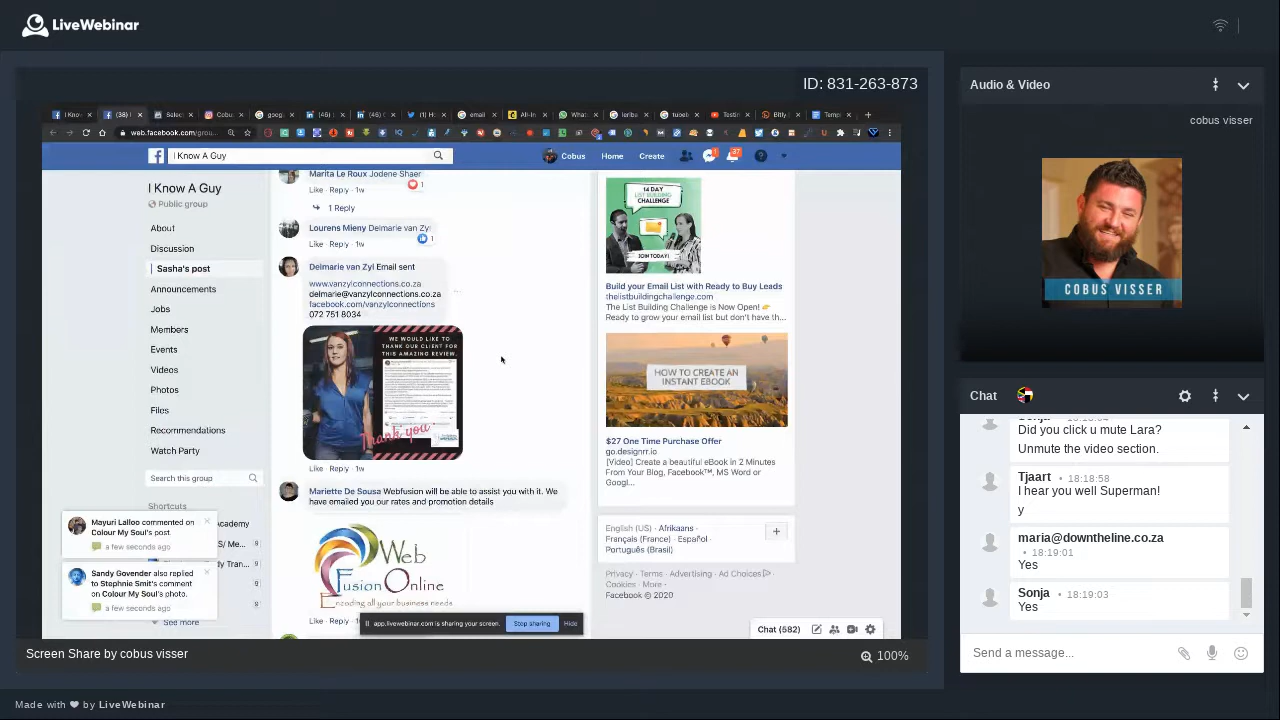 LiveWebinar
ID: 831-263-873
I Know A Guy
Cobus
Home
Create
I Know A Guy
Public group
About
Discussion
Sasha's post
Announcements
Jobs
Members
Events
Videos
Photos
Files
Recommendations
Watch Party
Search this group
Shortcuts
See more
Mayuri Lalloo commented on
Colour My Soul's post.
a few seconds ago
Sandy Govender also replied
to Stephnie Smit's comment
on Colour My Soul's photo.
a few seconds ago
Marita Le Roux Jodene Shaer
1
Like · Reply · 1w
1 Reply
Lourens Mieny Delmarie van Zyl
1
Like · Reply · 1w
Delmarie van Zyl Email sent
www.vanzylconnections.co.za
delmarie@vanzylconnections.co.za
facebook.com/vanzylconnections
072 751 8034
WE WOULD LIKE TO
THANK OUR CLIENT FOR
THIS AMAZING REVIEW.
Thank you
Like · Reply · 1w
Mariette De Sousa Webfusion will be able to assist you with it. We
have emailed you our rates and promotion details
Web
Fusion Online
Encoding all your business needs
app.livewebinar.com is sharing your screen.
Stop sharing
Hide
14 DAY
LIST BUILDING
CHALLENGE
JOIN TODAY!
Build your Email List with Ready to Buy Leads
thelistbuildingchallenge.com
The List Building Challenge is Now Open!
Ready to grow your email list but don't have th...
HOW TO CREATE AN
INSTANT EBOOK
$27 One Time Purchase Offer
go.designrr.io
[Video] Create a beautiful eBook in 2 Minutes
From Your Blog, Facebook™, MS Word or
Googl...
English (US) · Afrikaans ·
Français (France) · Español ·
Português (Brasil)
Privacy · Terms · Advertising · Ad Choices
Cookies · More ·
Facebook © 2020
Chat (582)
Screen Share by cobus visser
100%
Made with ❤ by LiveWebinar
Audio & Video
cobus visser
COBUS VISSER
Chat
Did you click u mute Lara?
Unmute the video section.
Tjaart
• 18:18:58
I hear you well Superman!
y
maria@downtheline.co.za
• 18:19:01
Yes
Sonja • 18:19:03
Yes
Send a message...